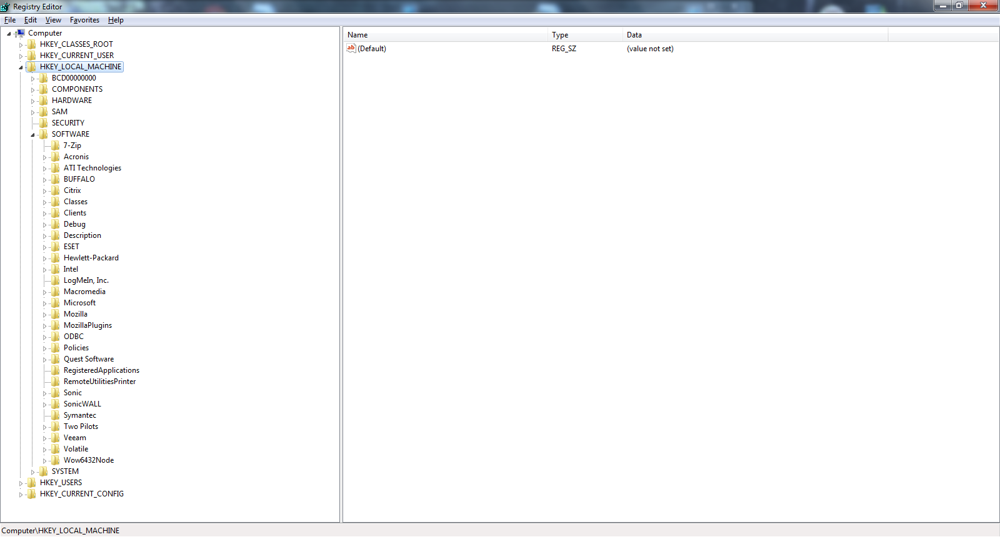 Registry Editor
File Edit View Favorites Help
Computer
HKEY_CLASSES_ROOT
HKEY_CURRENT_USER
HKEY_LOCAL_MACHINE
BCD00000000
COMPONENTS
HARDWARE
SAM
SECURITY
SOFTWARE
7-Zip
Acronis
ATI Technologies
BUFFALO
Citrix
Classes
Clients
Debug
Description
ESET
Hewlett-Packard
Intel
LogMeIn, Inc.
Macromedia
Microsoft
Mozilla
MozillaPlugins
ODBC
Policies
Quest Software
RegisteredApplications
RemoteUtilitiesPrinter
Sonic
SonicWALL
Symantec
Two Pilots
Veeam
Volatile
Wow6432Node
SYSTEM
HKEY_USERS
HKEY_CURRENT_CONFIG
Name Type Data
ab (Default) REG_SZ (value not set)
Computer\HKEY_LOCAL_MACHINE